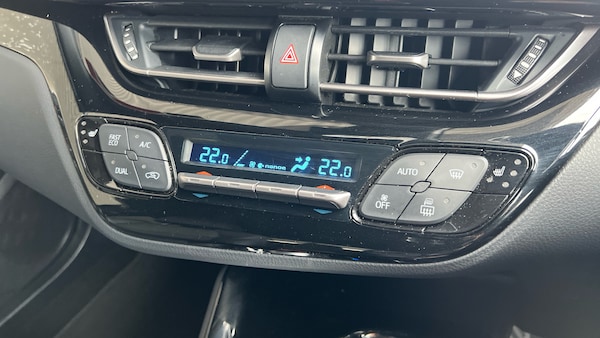 FAST
ECO
A/C
DUAL
22.0
nanoe
22.0
AUTO
OFF